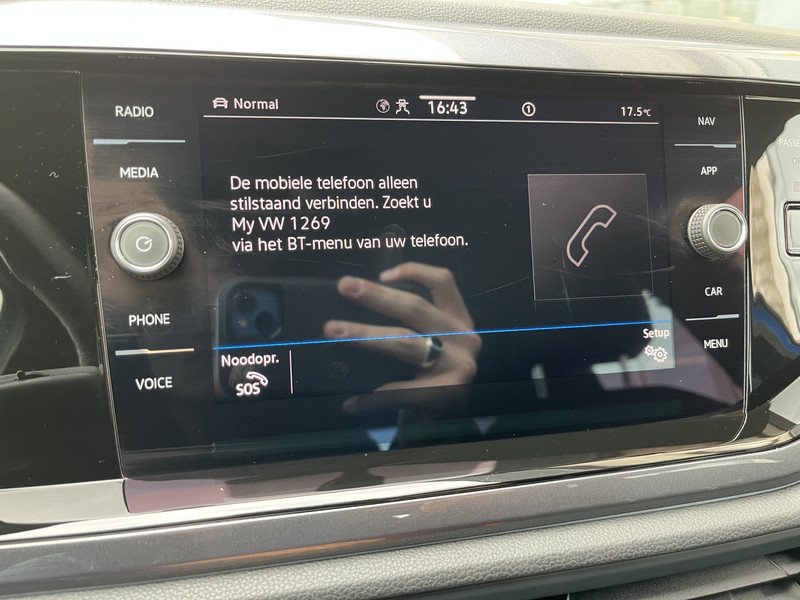 RADIO
MEDIA
PHONE
VOICE
Normal
16:43
1
17.5°C
De mobiele telefoon alleen
stilstaand verbinden. Zoekt u
My VW 1269
via het BT-menu van uw telefoon.
Noodopr.
SOS
Setup
NAV
APP
CAR
MENU